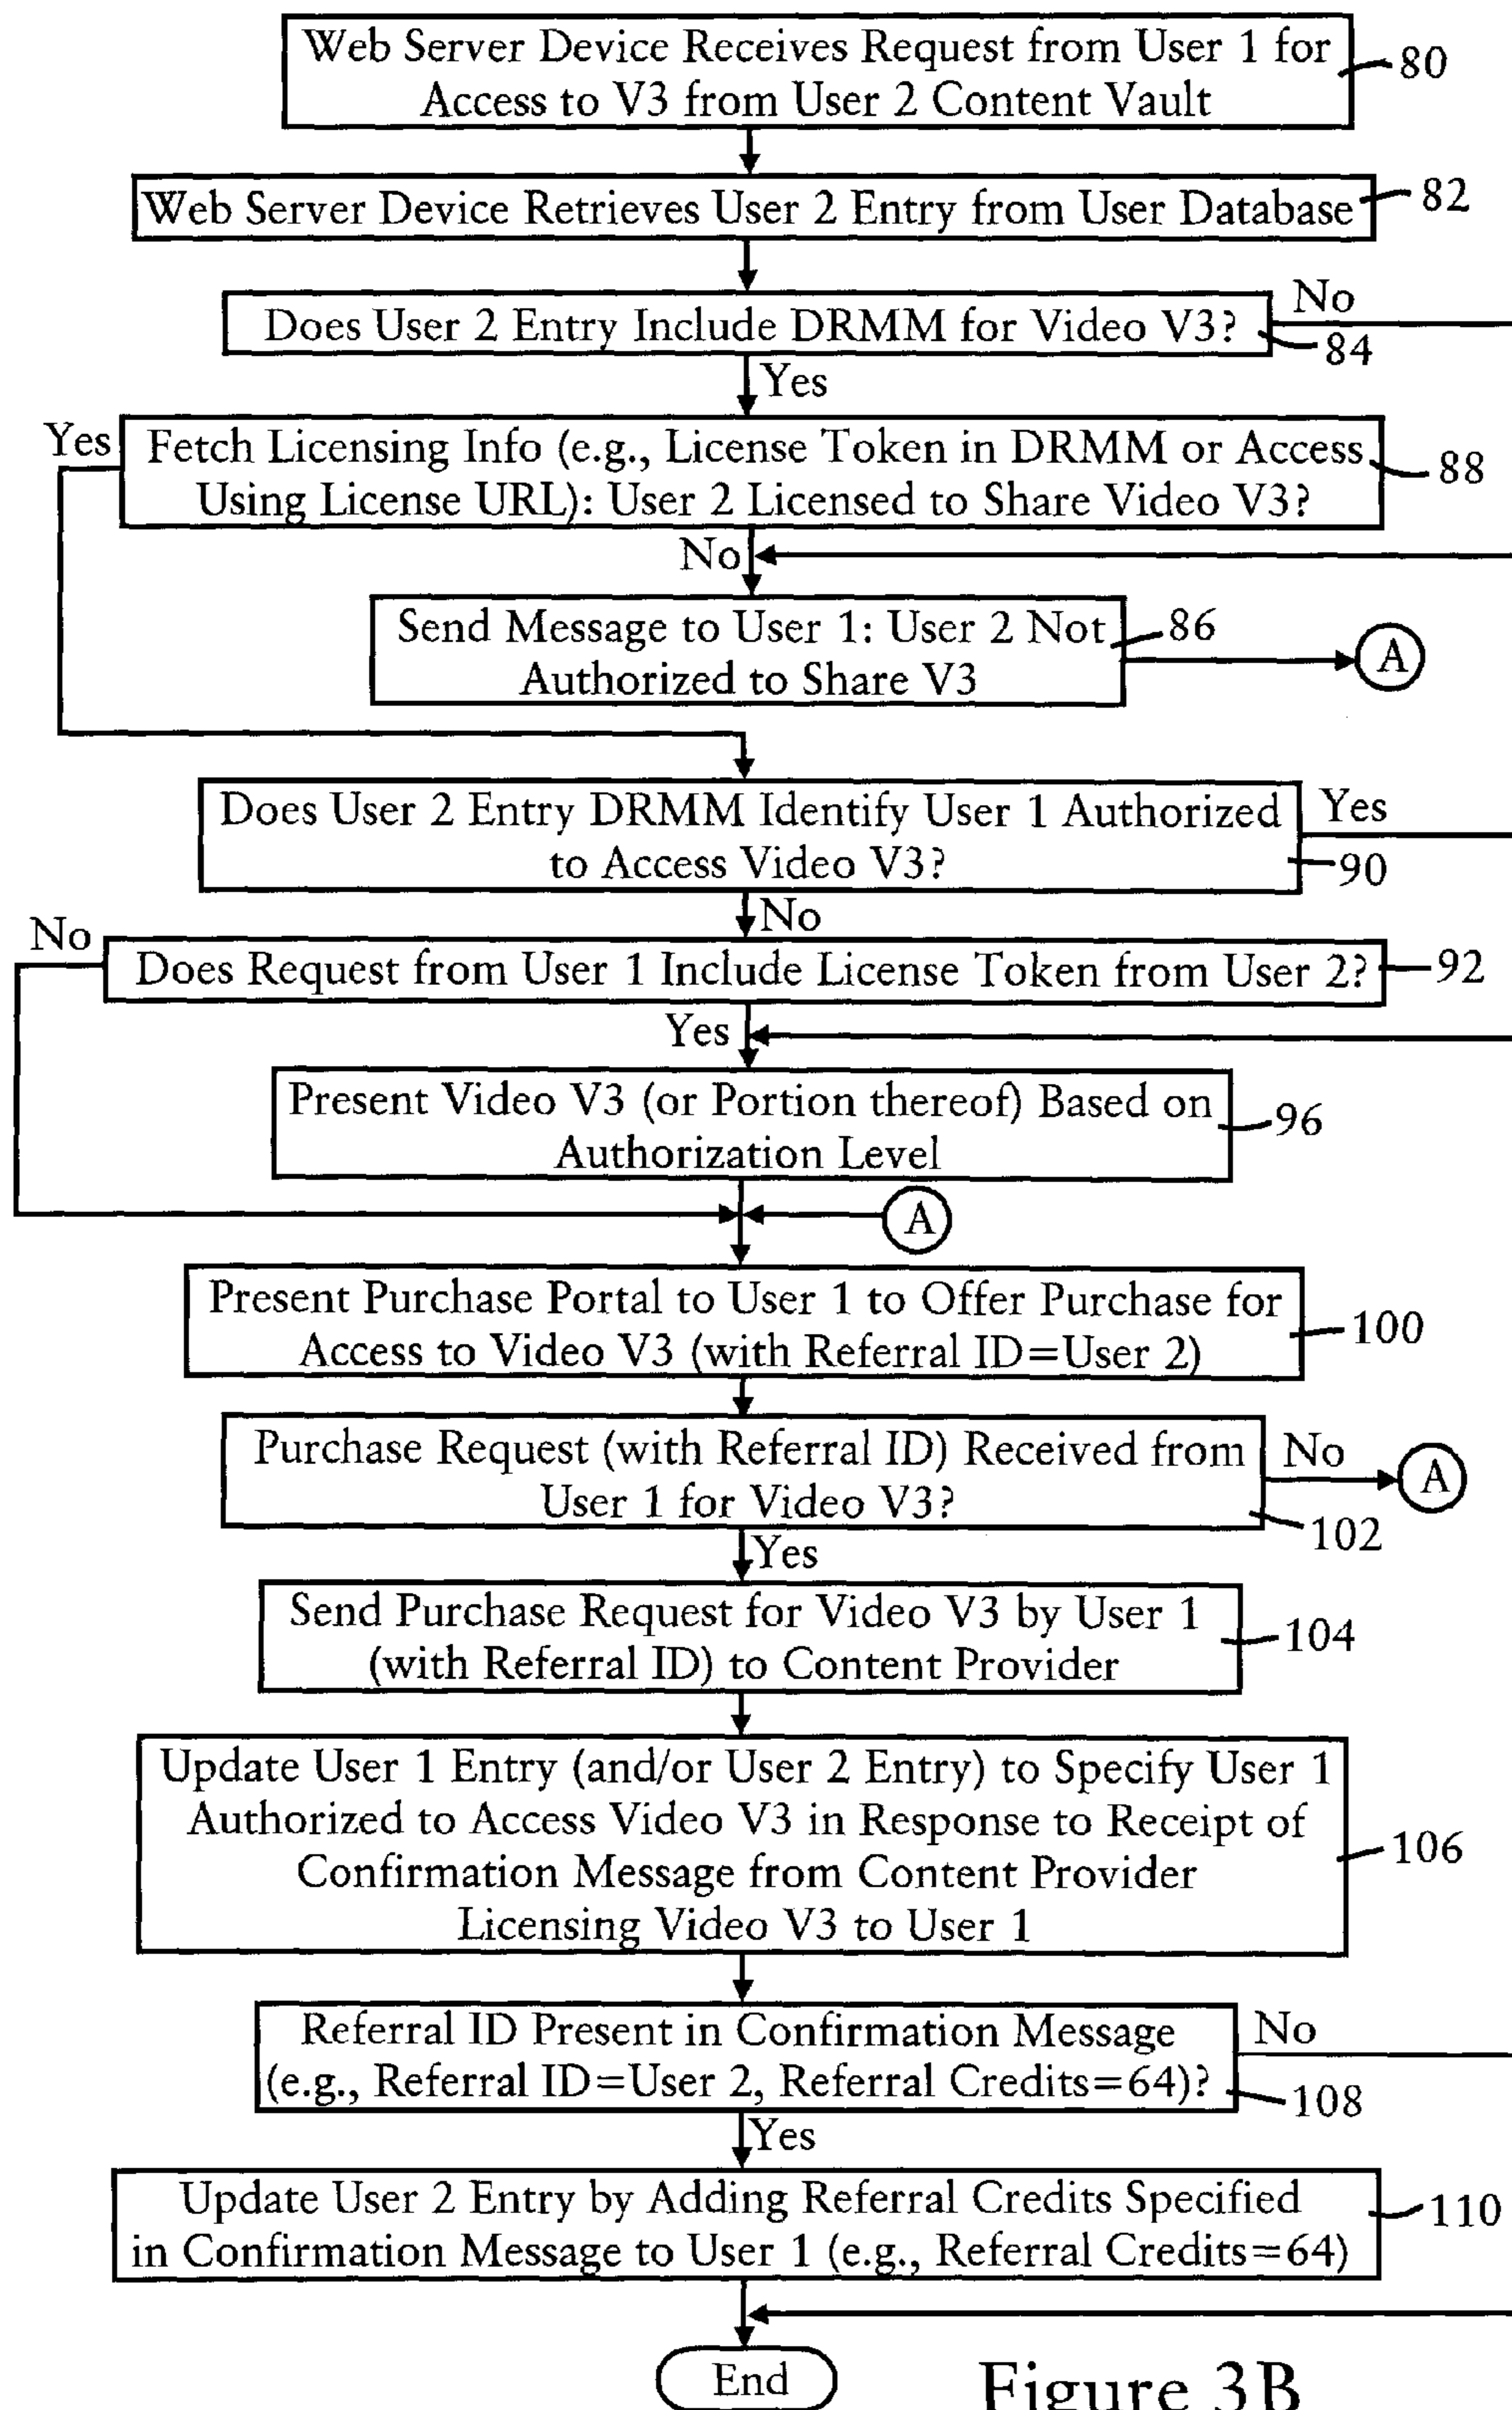 Web Server Device Receives Request from User 1 for
Access to V3 from User 2 Content Vault
80
Web Server Device Retrieves User 2 Entry from User Database
82
Does User 2 Entry Include DRMM for Video V3?
No
84
Yes
Yes
Fetch Licensing Info (e.g., License Token in DRMM or Access
Using License URL): User 2 Licensed to Share Video V3?
88
No
Send Message to User 1: User 2 Not
Authorized to Share V3
86
A
Does User 2 Entry DRMM Identify User 1 Authorized
to Access Video V3?
Yes
90
No
No
Does Request from User 1 Include License Token from User 2?
92
Yes
Present Video V3 (or Portion thereof) Based on
Authorization Level
96
A
Present Purchase Portal to User 1 to Offer Purchase for
Access to Video V3 (with Referral ID=User 2)
100
Purchase Request (with Referral ID) Received from
User 1 for Video V3?
No
A
102
Yes
Send Purchase Request for Video V3 by User 1
(with Referral ID) to Content Provider
104
Update User 1 Entry (and/or User 2 Entry) to Specify User 1
Authorized to Access Video V3 in Response to Receipt of
Confirmation Message from Content Provider
Licensing Video V3 to User 1
106
Referral ID Present in Confirmation Message
(e.g., Referral ID=User 2, Referral Credits=64)?
No
108
Yes
Update User 2 Entry by Adding Referral Credits Specified
in Confirmation Message to User 1 (e.g., Referral Credits=64)
110
End
Figure 3B